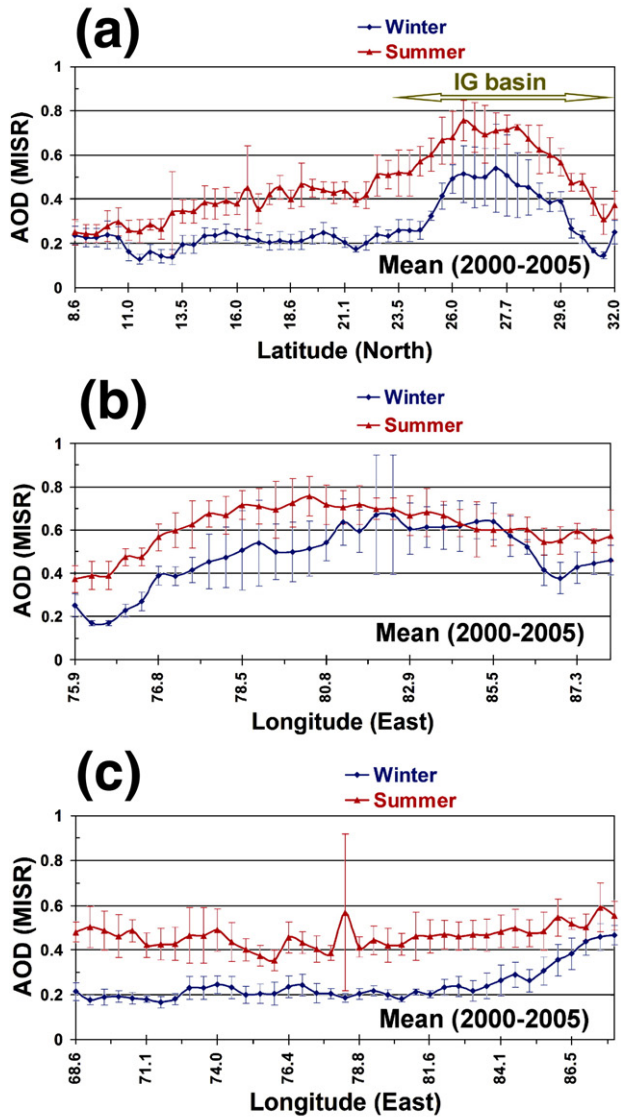 (a)
Winter
Summer
IG basin
1
0.8
0.6
0.4
0.2
0
AOD (MISR)
Mean (2000-2005)
8.6 11.0 13.5 16.0 18.6 21.1 23.5 26.0 27.7 29.6 32.0
Latitude (North)
(b)
Winter
Summer
1
0.8
0.6
0.4
0.2
0
AOD (MISR)
Mean (2000-2005)
75.9 76.8 78.5 80.8 82.9 85.5 87.3
Longitude (East)
(c)
Winter
Summer
1
0.8
0.6
0.4
0.2
0
AOD (MISR)
Mean (2000-2005)
68.6 71.1 74.0 76.4 78.8 81.6 84.1 86.5
Longitude (East)